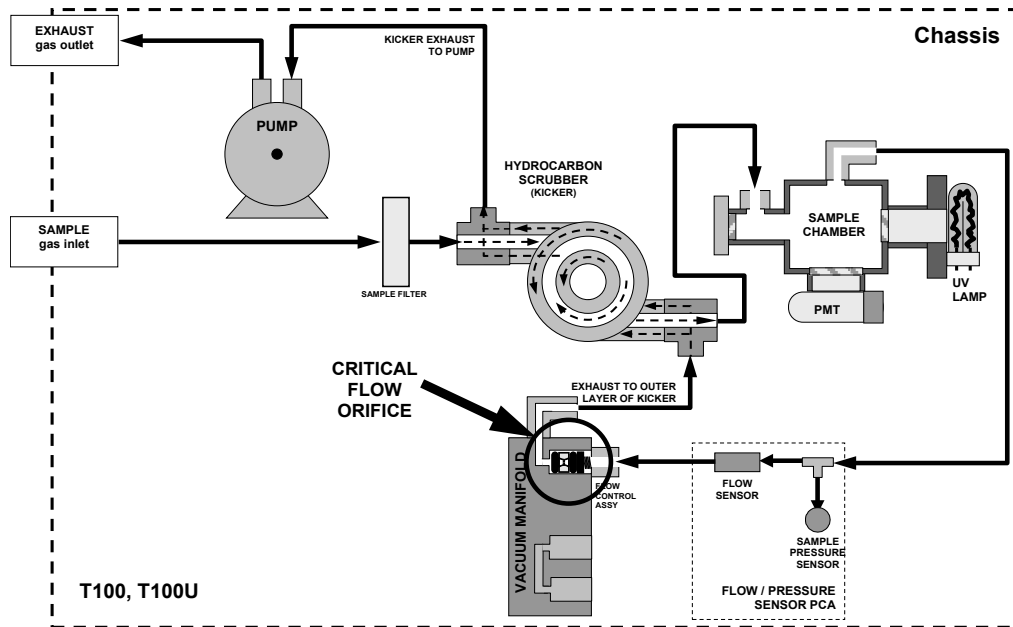 EXHAUST
gas outlet
KICKER EXHAUST
TO PUMP
Chassis
PUMP
HYDROCARBON
SCRUBBER
(KICKER)
SAMPLE
gas inlet
SAMPLE FILTER
SAMPLE
CHAMBER
UV
LAMP
PMT
CRITICAL
FLOW
ORIFICE
EXHAUST TO OUTER
LAYER OF KICKER
FLOW
CONTROL
ASSY
VACUUM MANIFOLD
FLOW
SENSOR
SAMPLE
PRESSURE
SENSOR
FLOW / PRESSURE
SENSOR PCA
T100, T100U